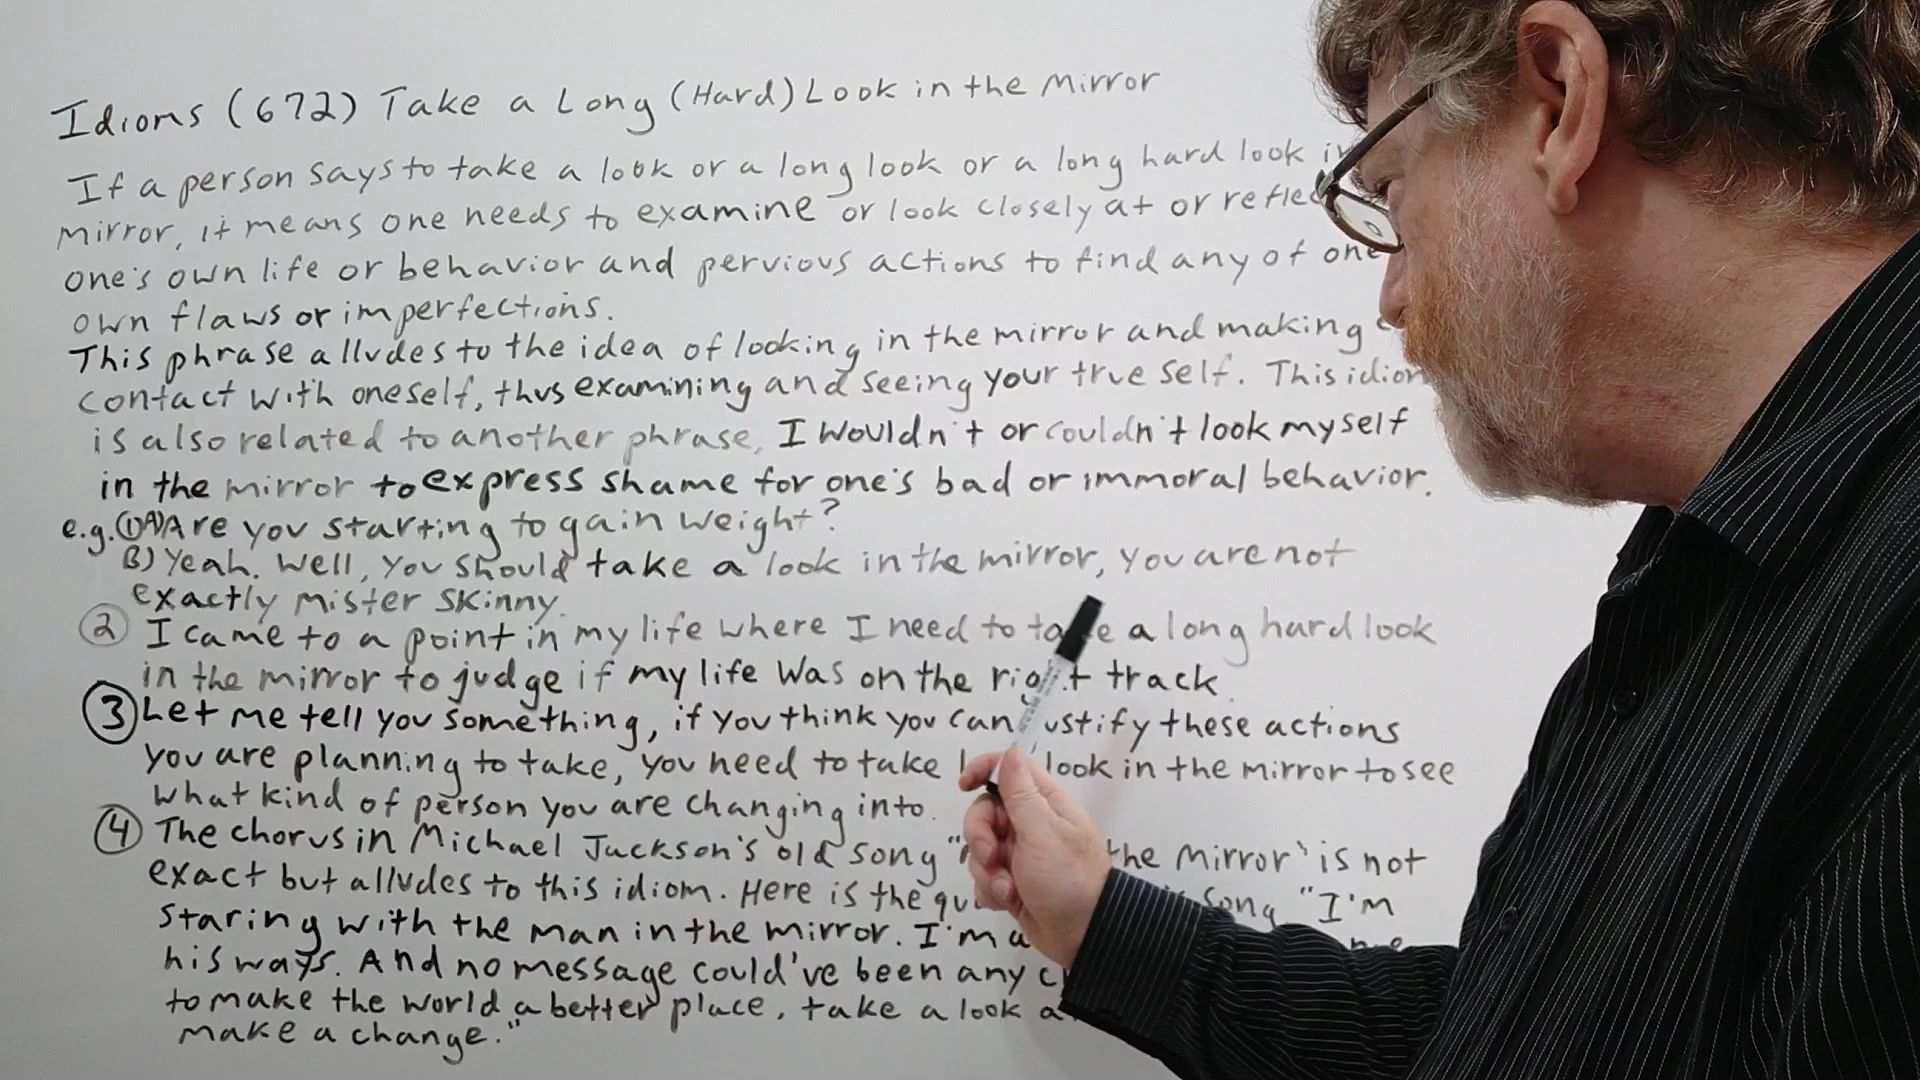 Idioms (672) Take a Long (Hard) Look in the Mirror
If a person says to take a look or a long look or a long hard look in
mirror, it means one needs to examine or look closely at or
one's own life or behavior and pervious actions to find any of
own flaws or imperfections.
This phrase alludes to the idea of looking in the mirror and making
contact with oneself, thus examining and seeing your true self. This
is also related to another phrase, I wouldn't or couldn't look myself
in the mirror to express shame for one's bad or immoral behavior.
e.g. ① A) Are you starting to gain weight?
B) Yeah. Well, you should take a look in the mirror, you are not
exactly mister skinny.
② I came to a point in my life where I need to take a long hard look
in the mirror to judge if my life was on the right track.
③ Let me tell you something, if you think you can justify these actions
you are planning to take, you need to take look in the mirror to see
what kind of person you are changing into.
④ The chorus in Michael Jackson's old song " the Mirror" is not
exact but alludes to this idiom. Here is the song "I'm
staring with the man in the mirror. I'm
his ways. And no message could've been any
to make the world a better place, take a look
make a change."